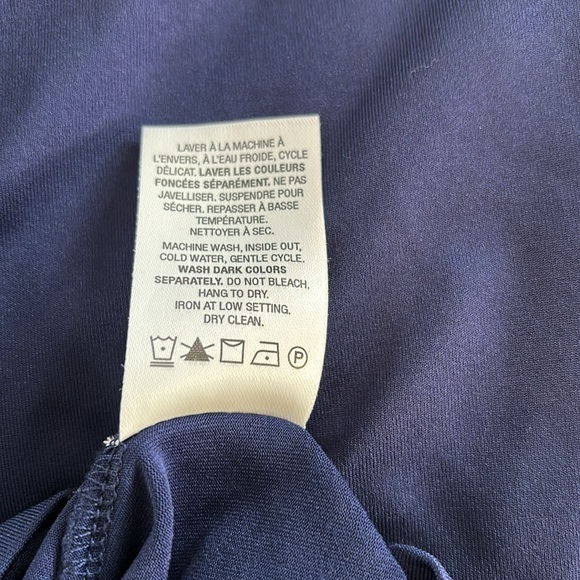 LAVER À LA MACHINE À
L'ENVERS, À L'EAU FROIDE, CYCLE
DÉLICAT. LAVER LES COULEURS
FONCÉES SÉPARÉMENT. NE PAS
JAVELLISER. SUSPENDRE POUR
SÉCHER. REPASSER À BASSE
TEMPÉRATURE.
NETTOYER À SEC.
MACHINE WASH, INSIDE OUT,
COLD WATER, GENTLE CYCLE.
WASH DARK COLORS
SEPARATELY. DO NOT BLEACH.
HANG TO DRY.
IRON AT LOW SETTING.
DRY CLEAN.
P